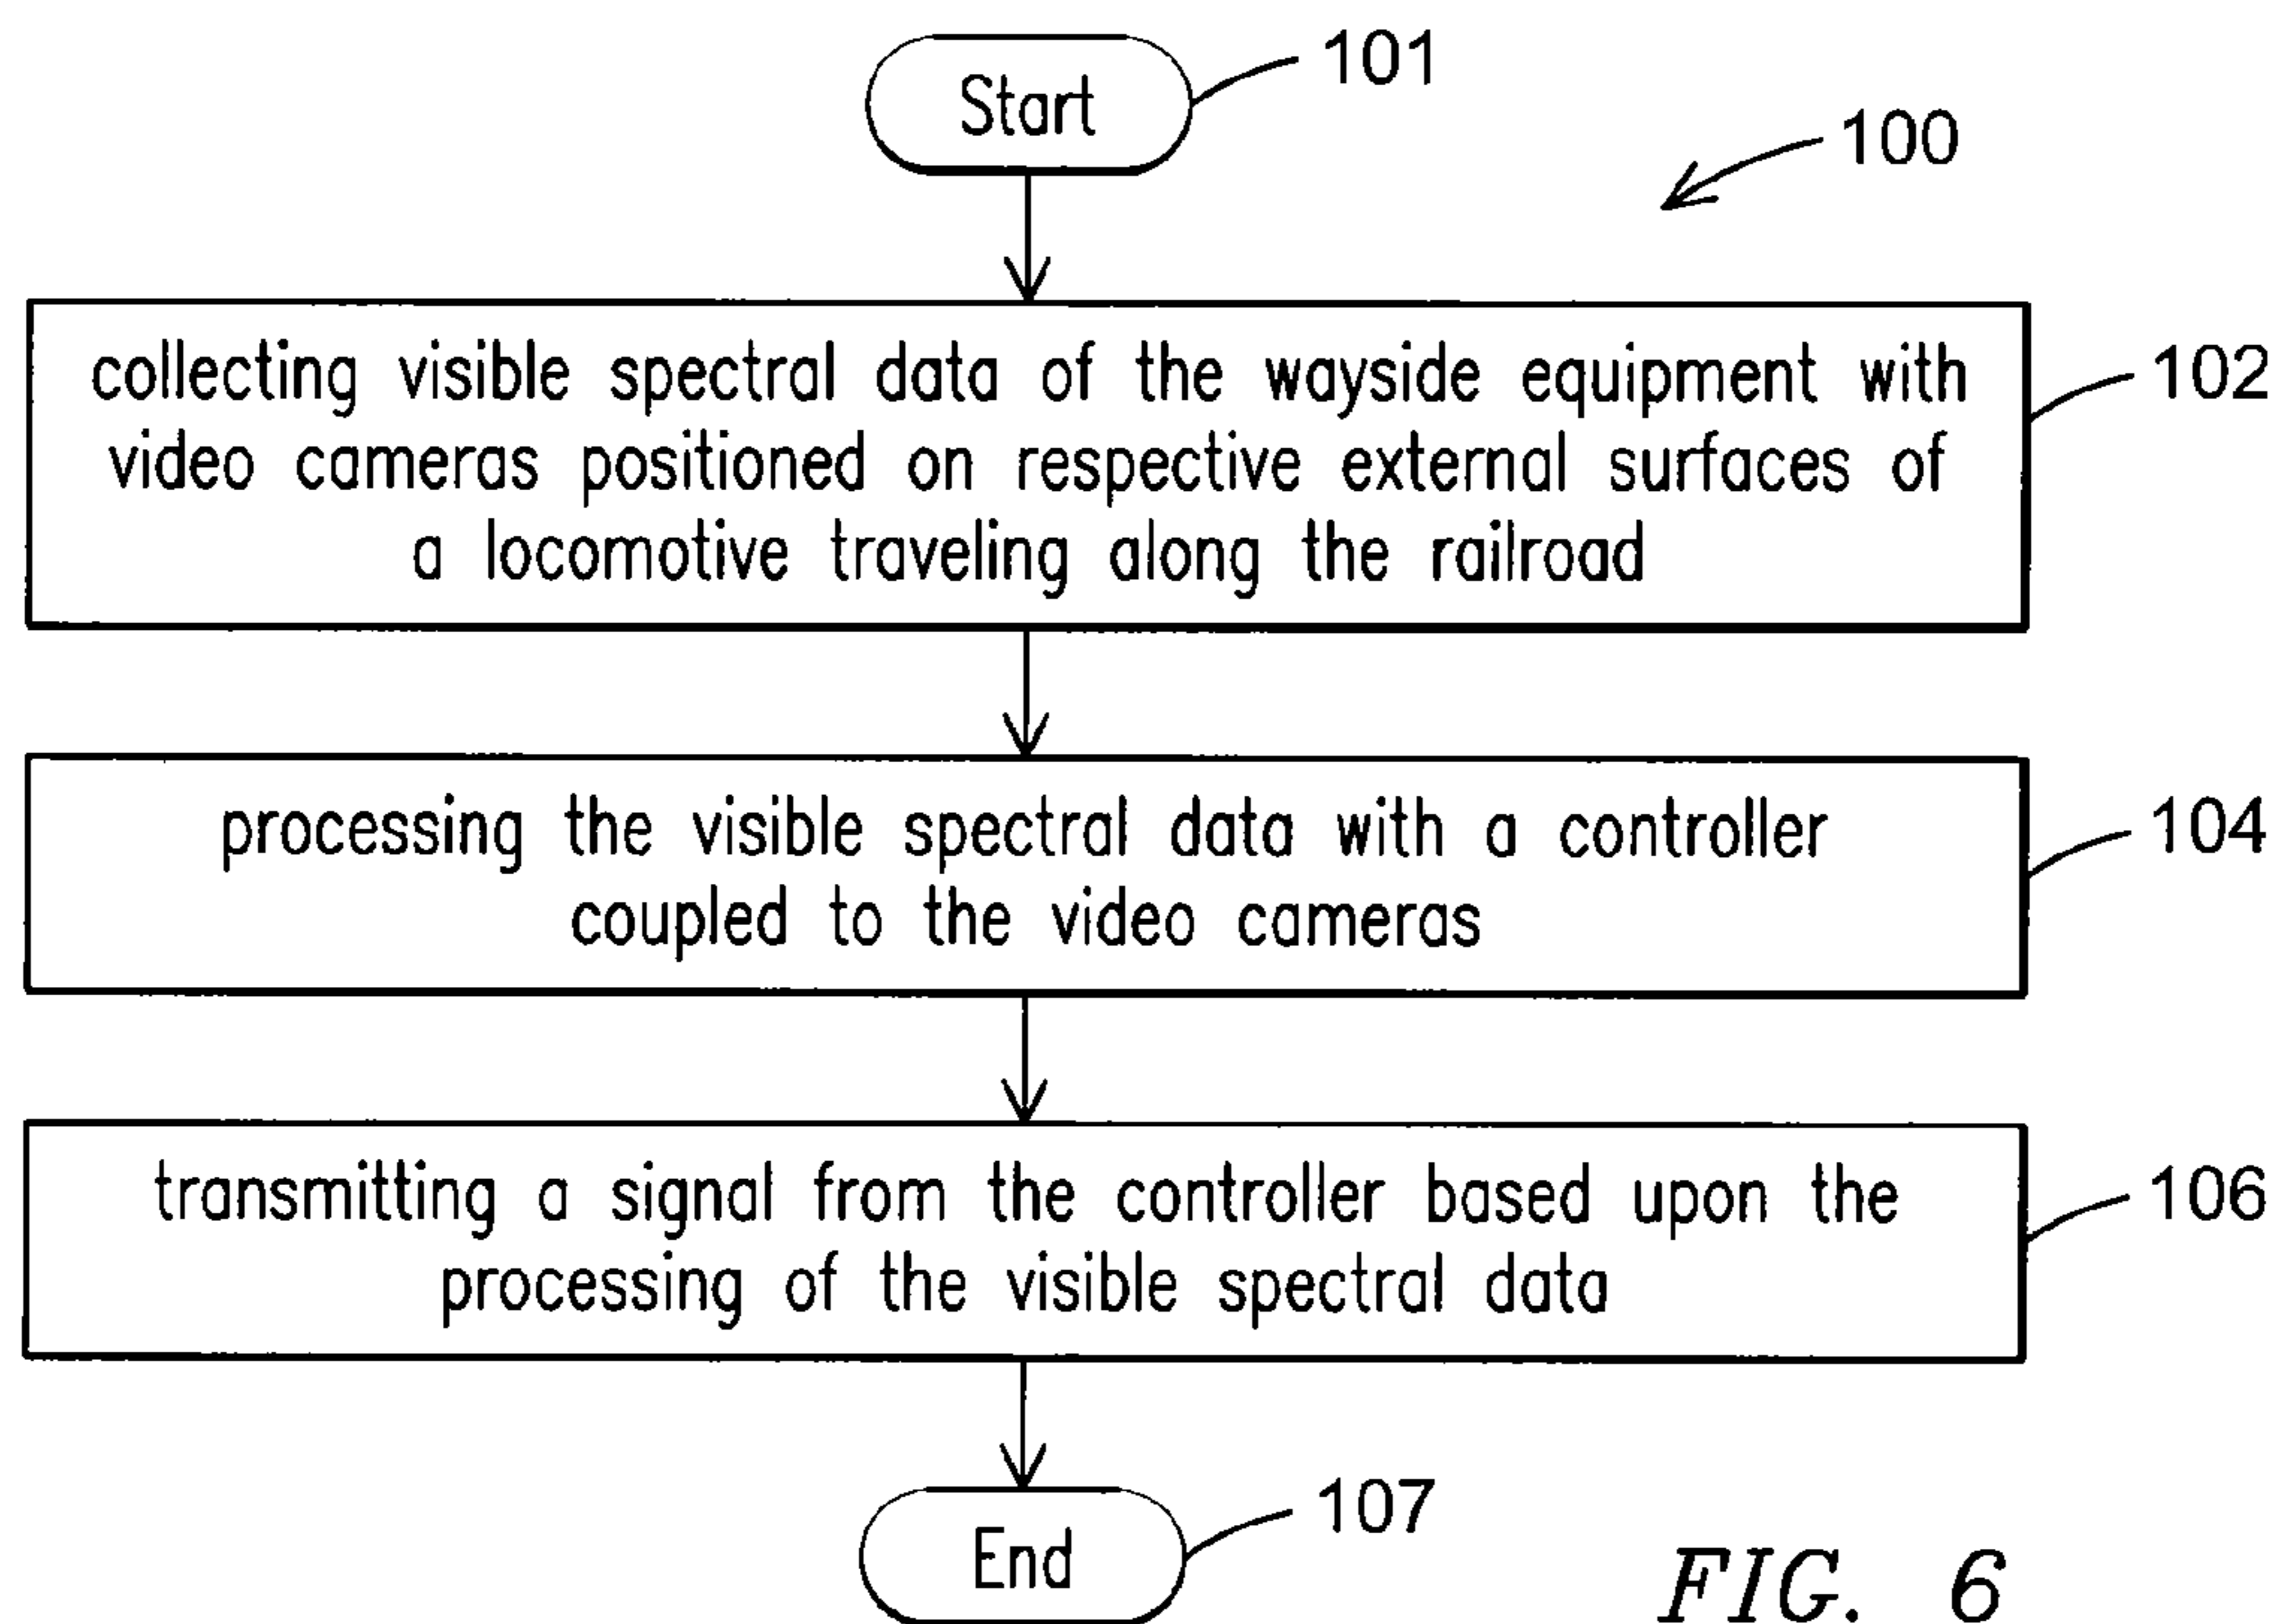 Start
101
100
collecting visible spectral data of the wayside equipment with
video cameras positioned on respective external surfaces of
a locomotive traveling along the railroad
102
processing the visible spectral data with a controller
coupled to the video cameras
104
transmitting a signal from the controller based upon the
processing of the visible spectral data
106
End
107
FIG. 6